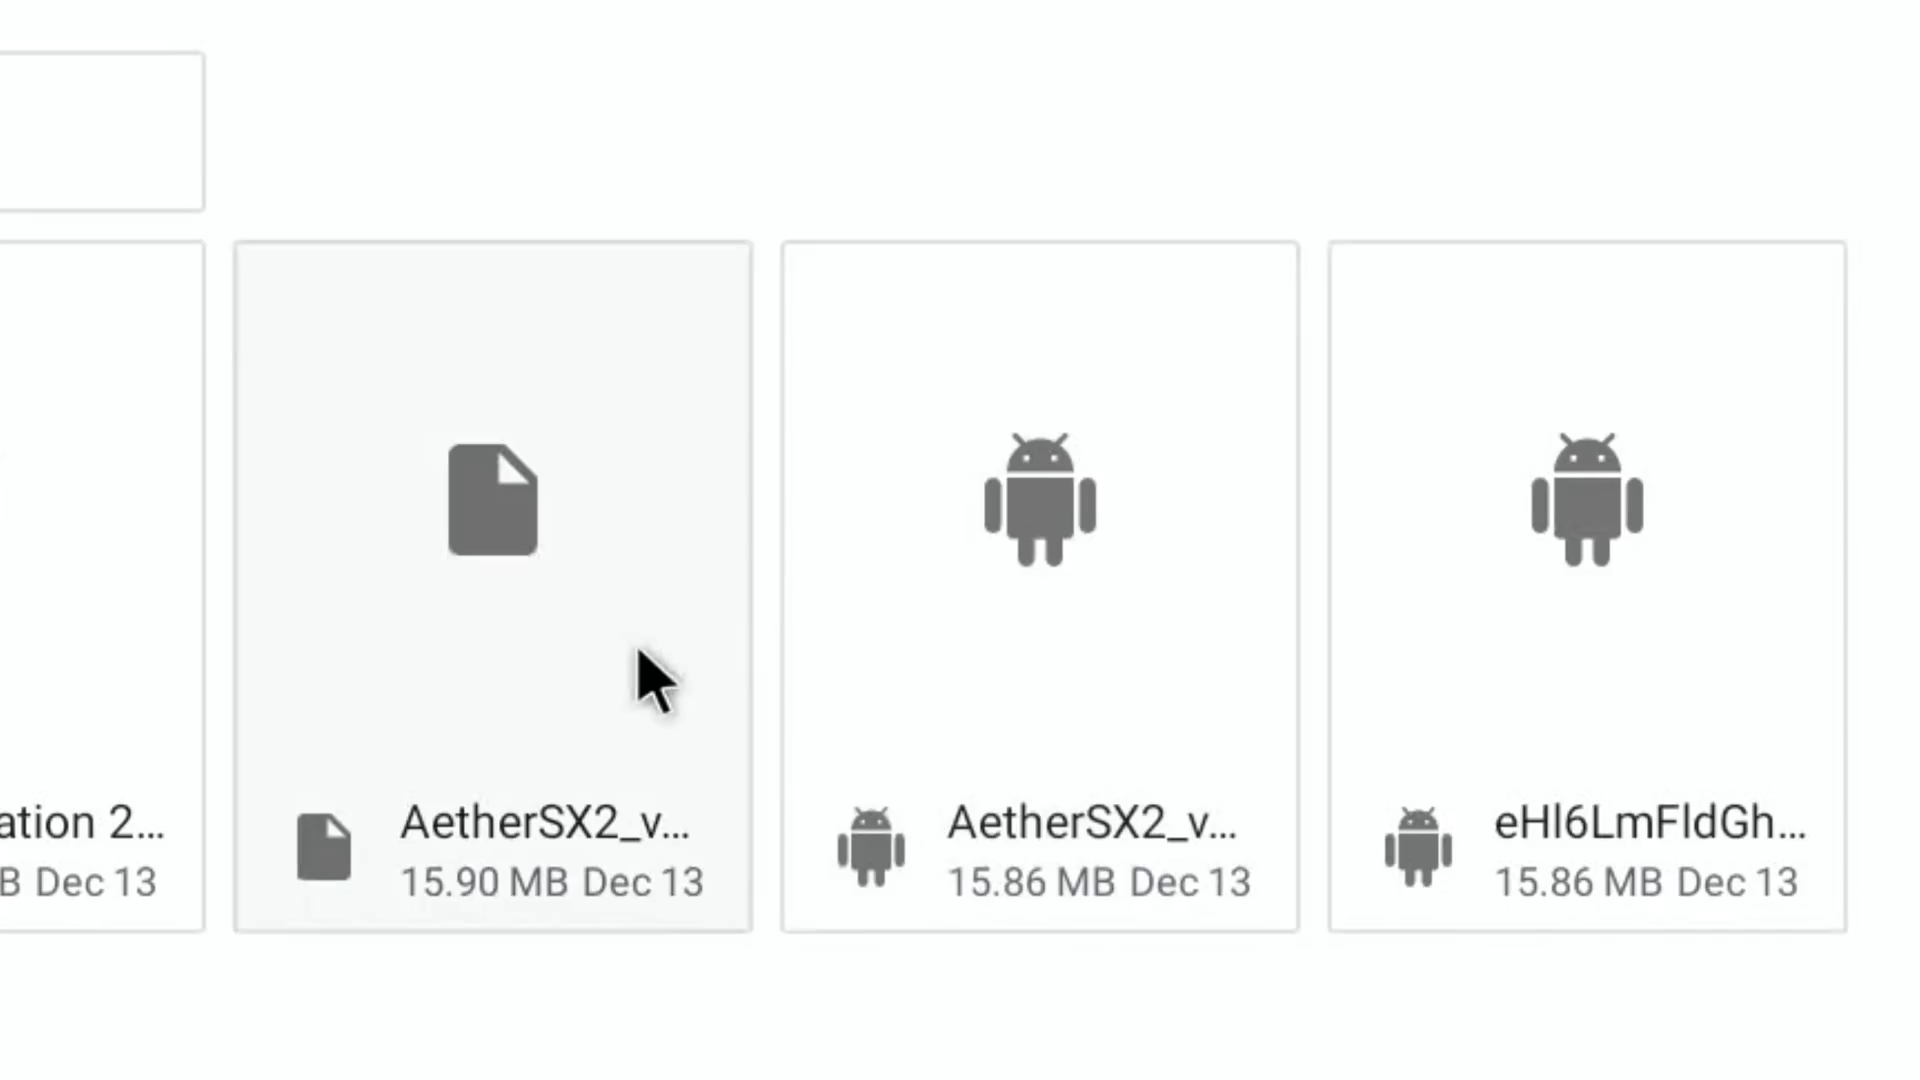 ation 2...
B Dec 13
AetherSX2_v...
15.90 MB Dec 13
AetherSX2_v...
15.86 MB Dec 13
eHl6LmFldGh...
15.86 MB Dec 13